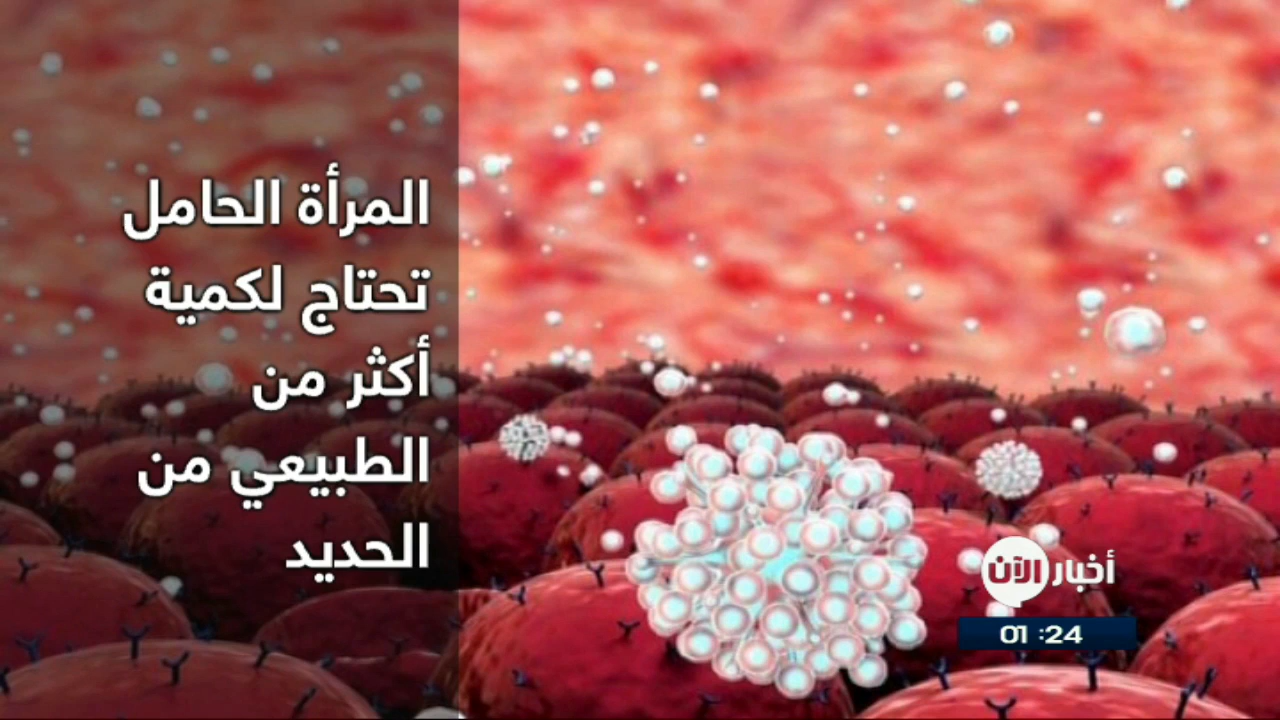 المرأة الحامل
تحتاج لكمية
أكثر من
الطبيعي من
الحديد
أخبار الآن
01 :24